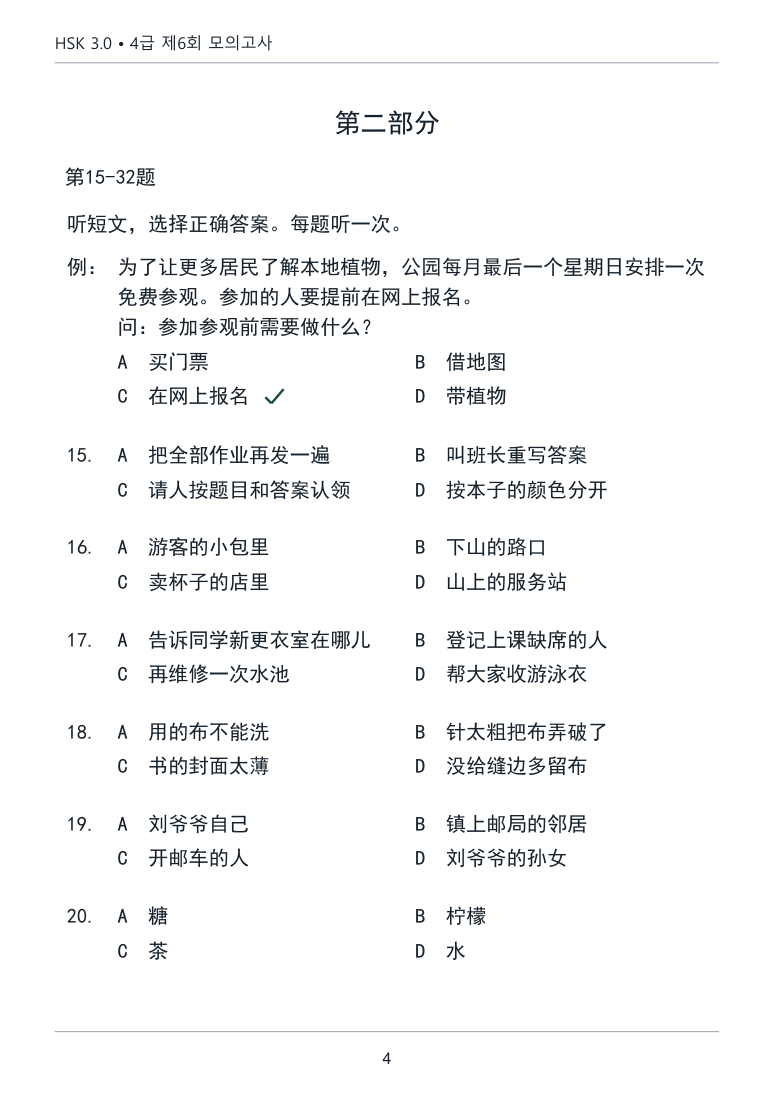 HSK 3.0 • 4급 제6회 모의고사
第二部分
第15-32题
听短文，选择正确答案。每题听一次。
例： 为了让更多居民了解本地植物，公园每月最后一个星期日安排一次
免费参观。参加的人要提前在网上报名。
问：参加参观前需要做什么？
A 买门票 B 借地图
C 在网上报名 ✓ D 带植物
15. A 把全部作业再发一遍 B 叫班长重写答案
C 请人按题目和答案认领 D 按本子的颜色分开
16. A 游客的小包里 B 下山的路口
C 卖杯子的店里 D 山上的服务站
17. A 告诉同学新更衣室在哪儿 B 登记上课缺席的人
C 再维修一次水池 D 帮大家收游泳衣
18. A 用的布不能洗 B 针太粗把布弄破了
C 书的封面太薄 D 没给缝边多留布
19. A 刘爷爷自己 B 镇上邮局的邻居
C 开邮车的人 D 刘爷爷的孙女
20. A 糖 B 柠檬
C 茶 D 水
4